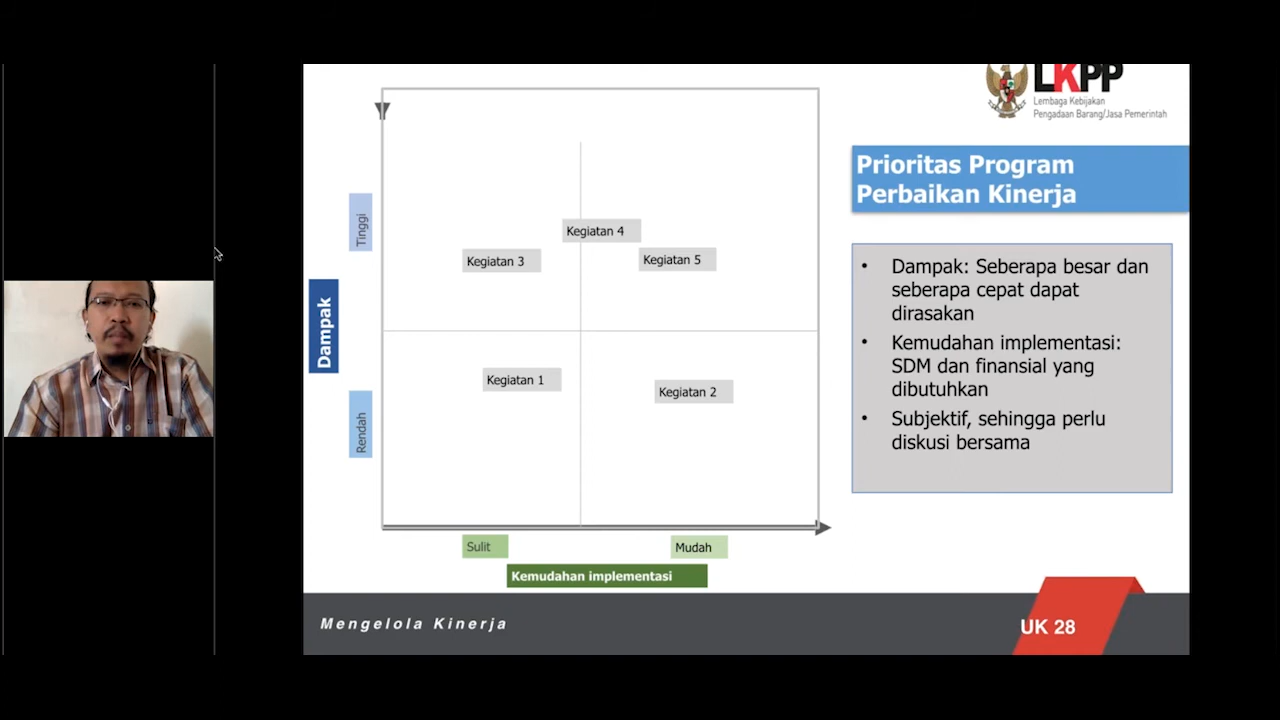 LKPP
Lembaga Kebijakan
Pengadaan Barang/Jasa Pemerintah
Prioritas Program
Perbaikan Kinerja
Tinggi
Dampak
Rendah
Kegiatan 4
Kegiatan 3
Kegiatan 5
Kegiatan 1
Kegiatan 2
Sulit
Mudah
Kemudahan implementasi
• Dampak: Seberapa besar dan
seberapa cepat dapat
dirasakan
• Kemudahan implementasi:
SDM dan finansial yang
dibutuhkan
• Subjektif, sehingga perlu
diskusi bersama
Mengelola Kinerja
UK 28